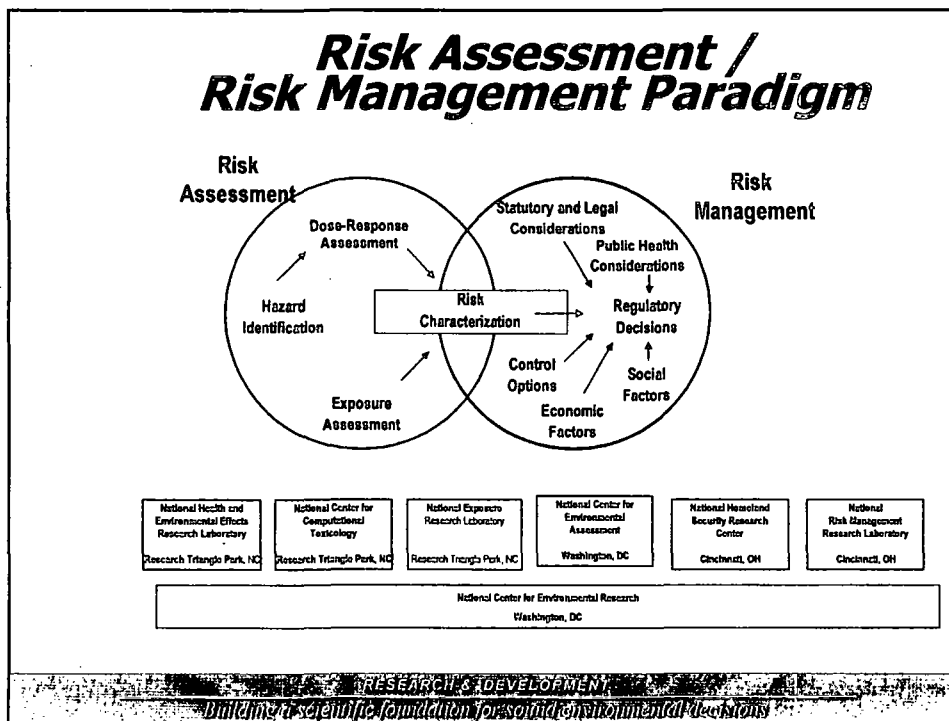 Risk Assessment /
Risk Management Paradigm
Risk
Assessment
Dose-Response
Assessment
Hazard
Identification
Exposure
Assessment
Risk
Characterization
Risk
Management
Statutory and Legal
Considerations
Public Health
Considerations
Regulatory
Decisions
Control
Options
Economic
Factors
Social
Factors
National Health and
Environmental Effects
Research Laboratory
Research Triangle Park, NC
National Center for
Computational
Toxicology
Research Triangle Park, NC
National Exposure
Research Laboratory
Research Triangle Park, NC
National Center for
Environmental
Assessment
Washington, DC
National Homeland
Security Research
Center
Cincinnati, OH
National
Risk Management
Research Laboratory
Cincinnati, OH
National Center for Environmental Research
Washington, DC
RESEARCH & DEVELOPMENT
Building a scientific foundation for sound environmental decisions